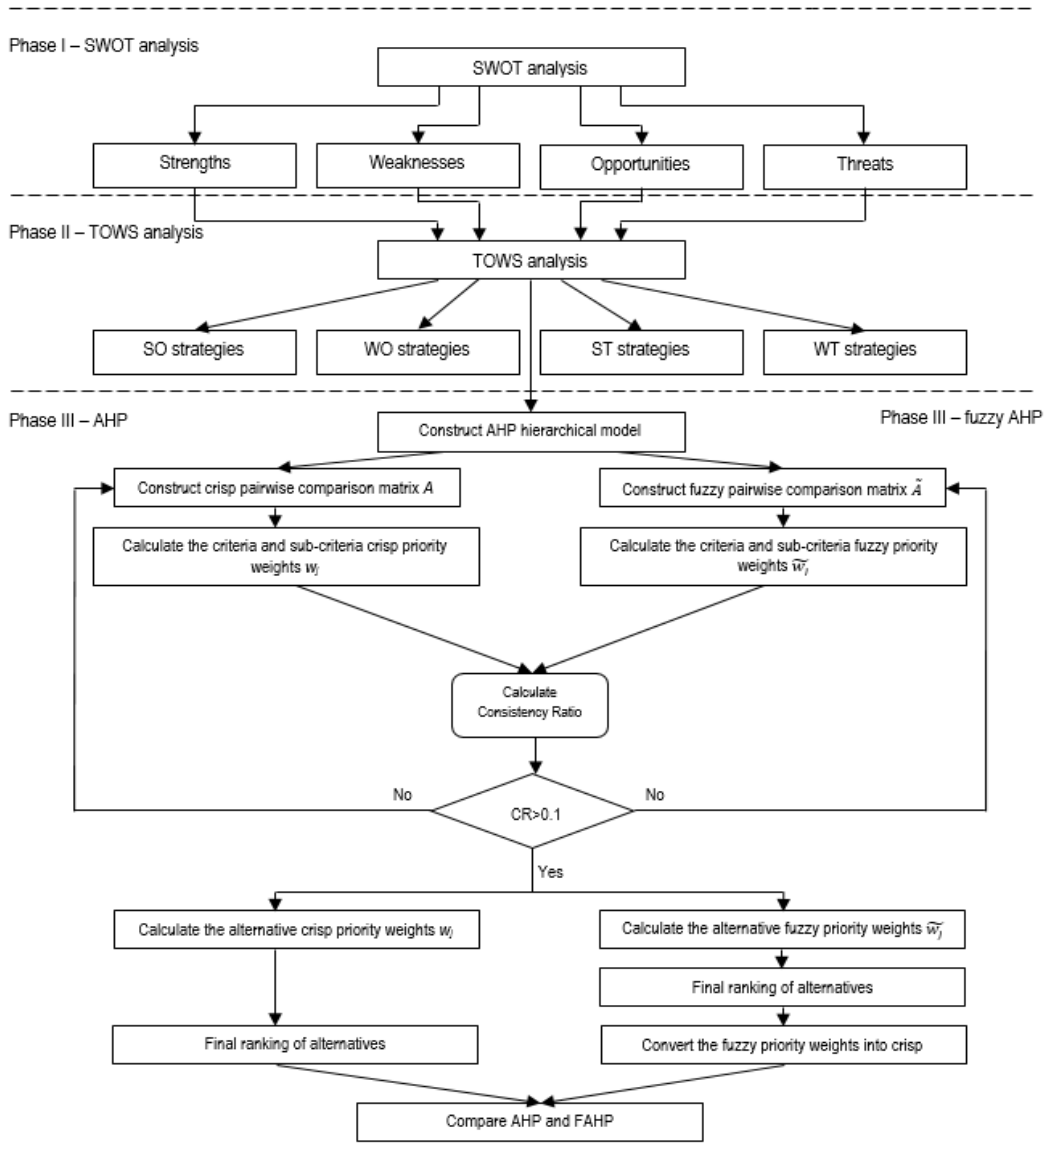 Phase I – SWOT analysis
SWOT analysis
Strengths
Weaknesses
Opportunities
Threats
Phase II – TOWS analysis
TOWS analysis
SO strategies
WO strategies
ST strategies
WT strategies
Phase III – AHP
Phase III – fuzzy AHP
Construct AHP hierarchical model
Construct crisp pairwise comparison matrix A
Construct fuzzy pairwise comparison matrix Ã
Calculate the criteria and sub-criteria crisp priority
weights wj
Calculate the criteria and sub-criteria fuzzy priority
weights w̃j
Calculate
Consistency Ratio
No
No
CR>0.1
Yes
Calculate the alternative crisp priority weights wj
Calculate the alternative fuzzy priority weights w̃j
Final ranking of alternatives
Final ranking of alternatives
Convert the fuzzy priority weights into crisp
Compare AHP and FAHP